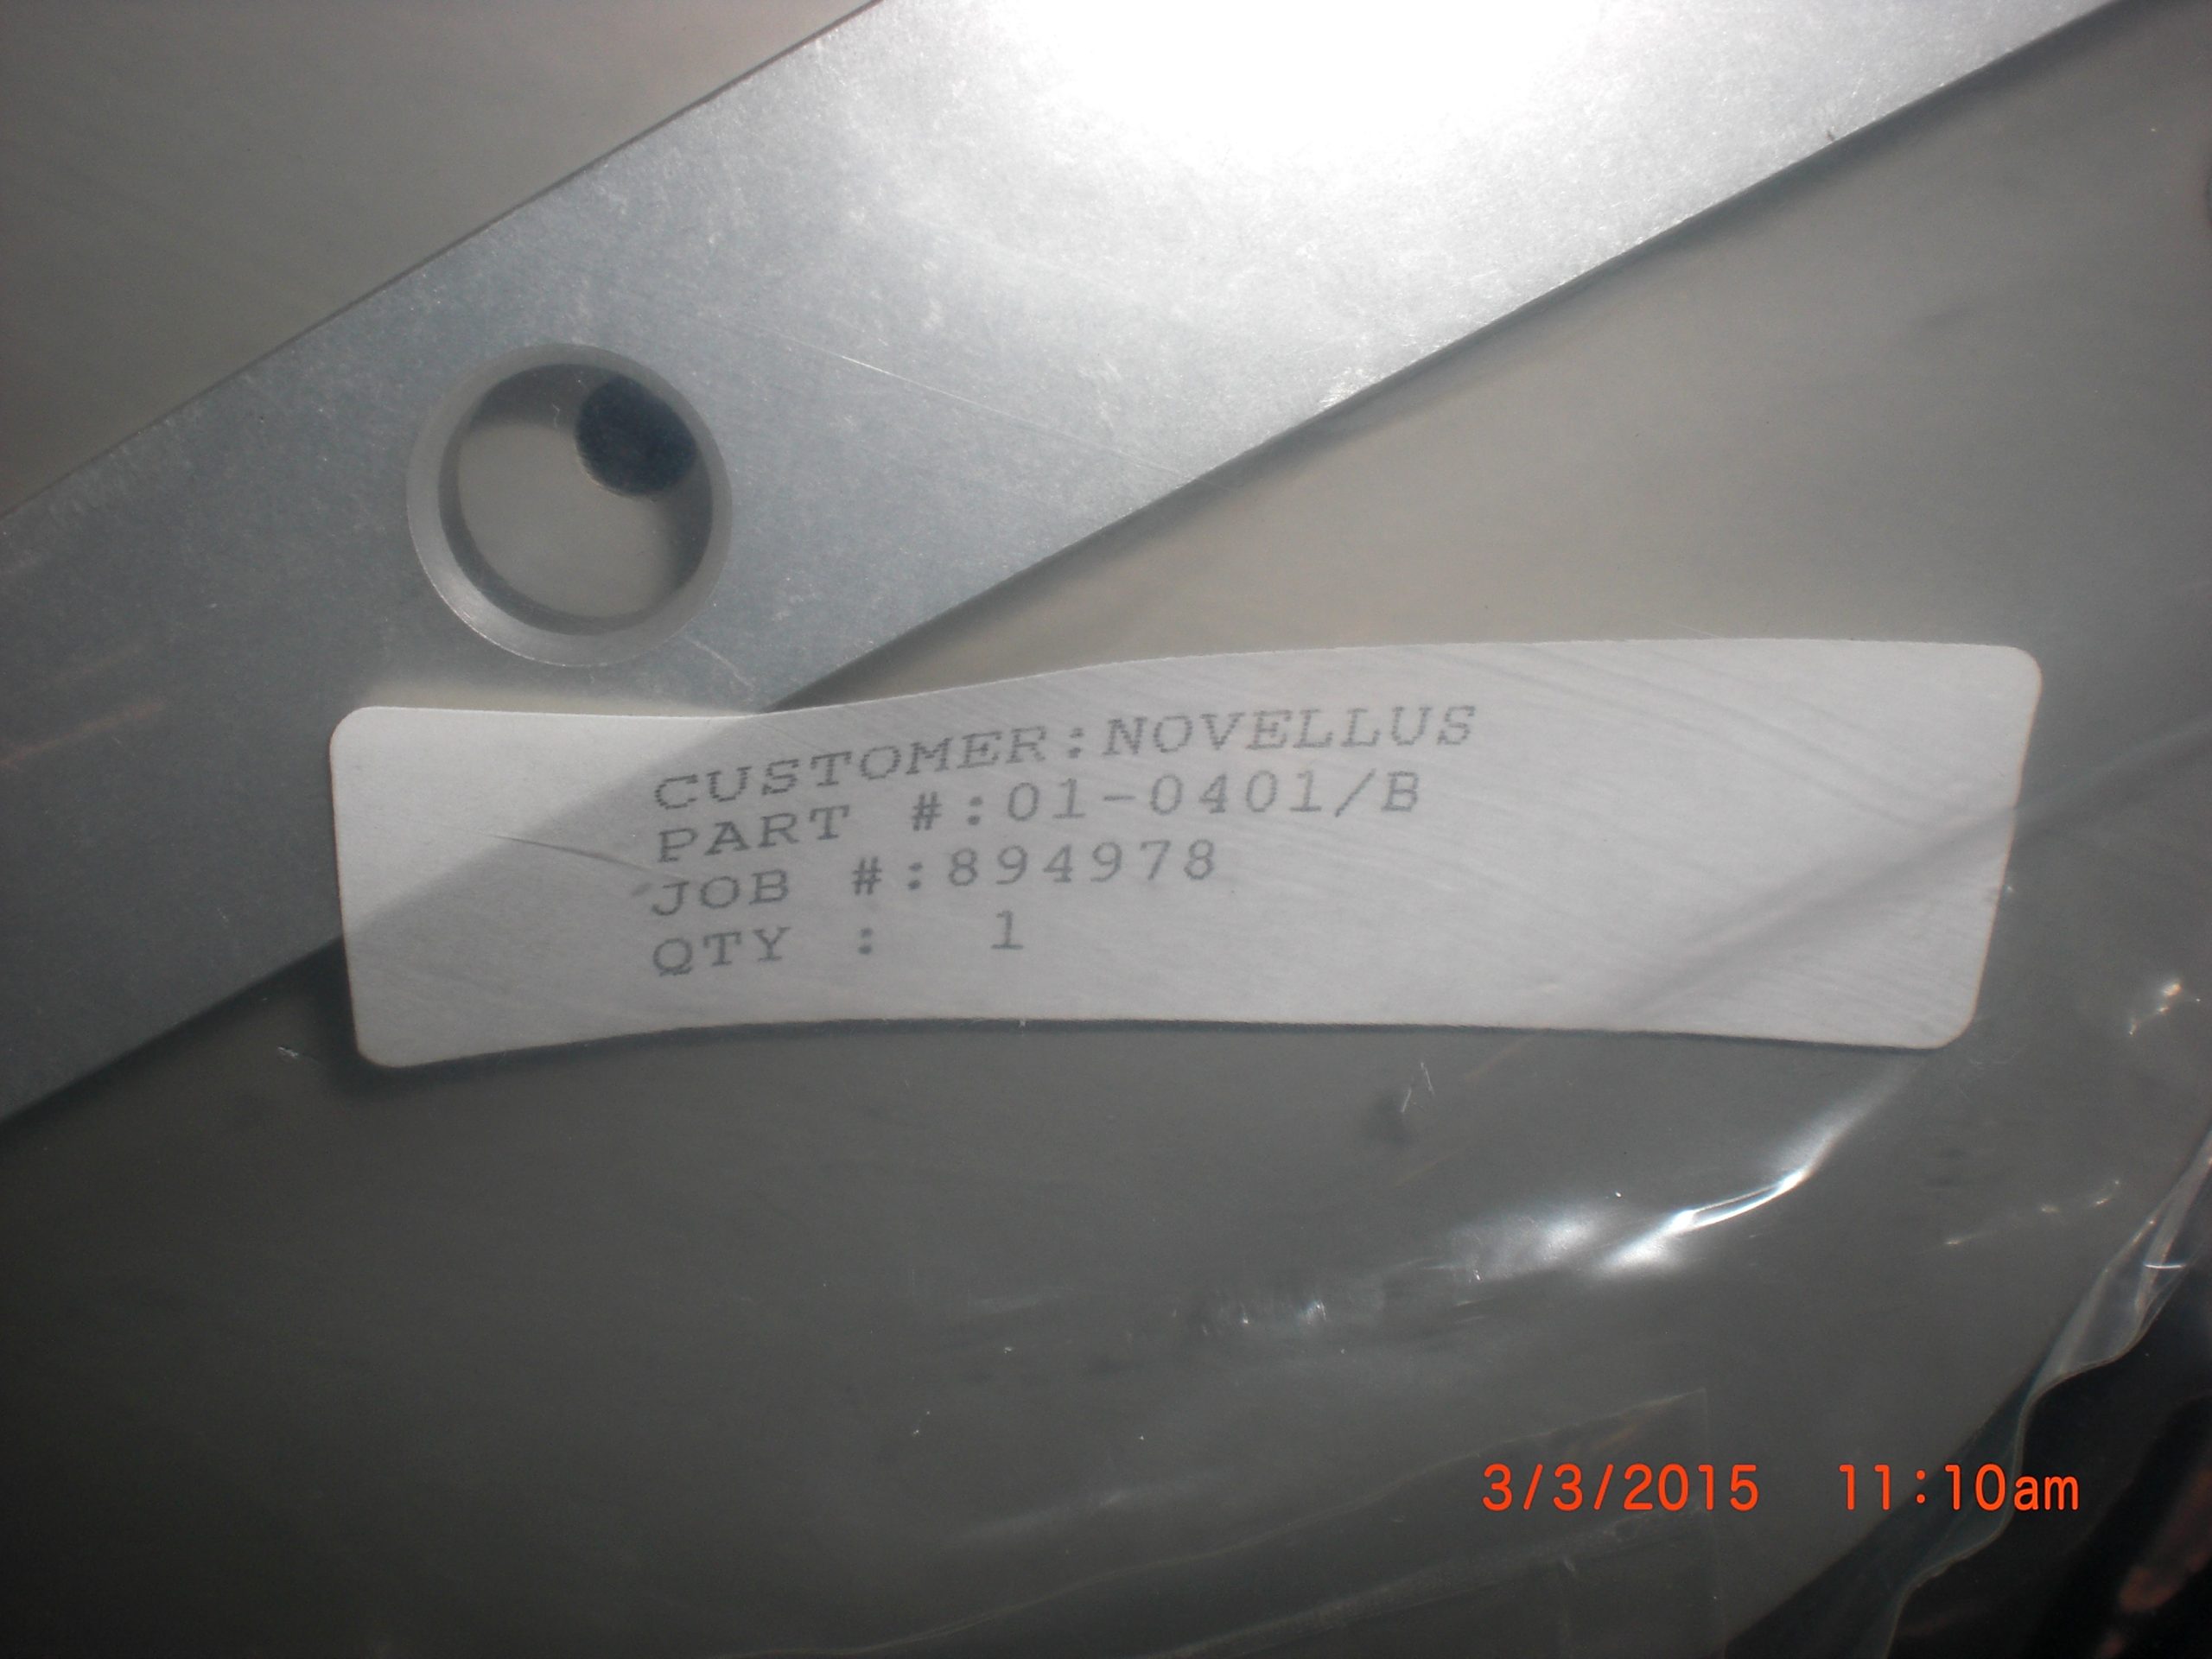 CUSTOMER:NOVELLUS
PART #:01-0401/B
JOB #:894978
QTY : 1
3/3/2015 11:10am